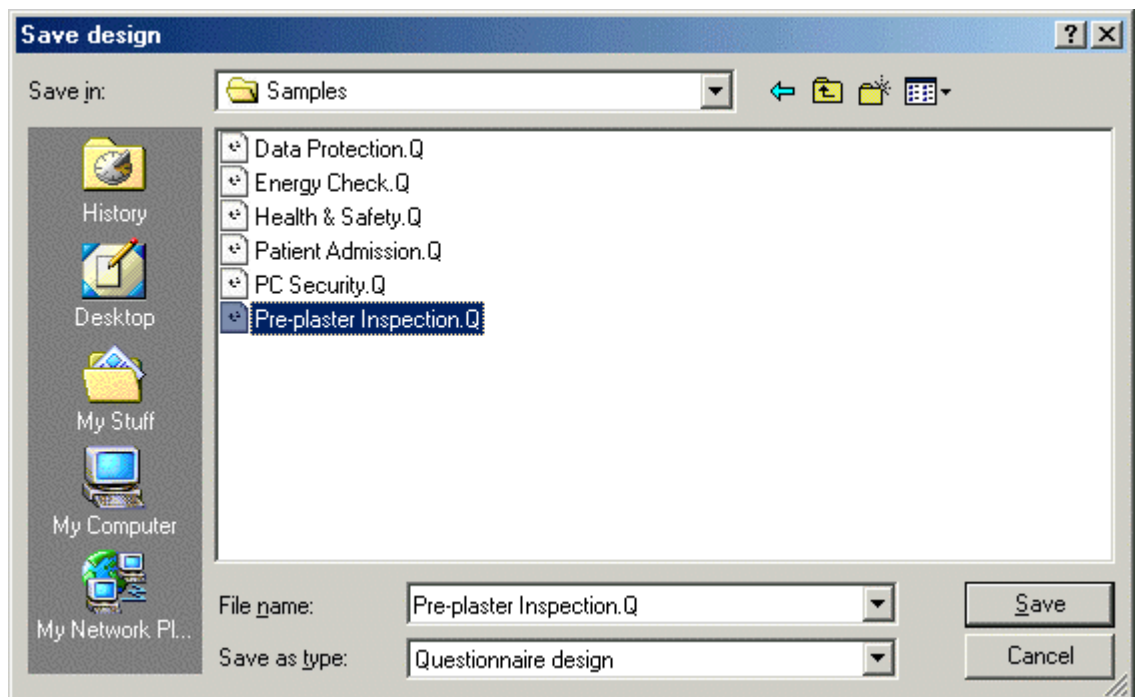 Save design
Save in:
Samples
History
Desktop
My Stuff
My Computer
My Network Pl...
Data Protection.Q
Energy Check.Q
Health & Safety.Q
Patient Admission.Q
PC Security.Q
Pre-plaster Inspection.Q
File name:
Pre-plaster Inspection.Q
Save
Save as type:
Questionnaire design
Cancel